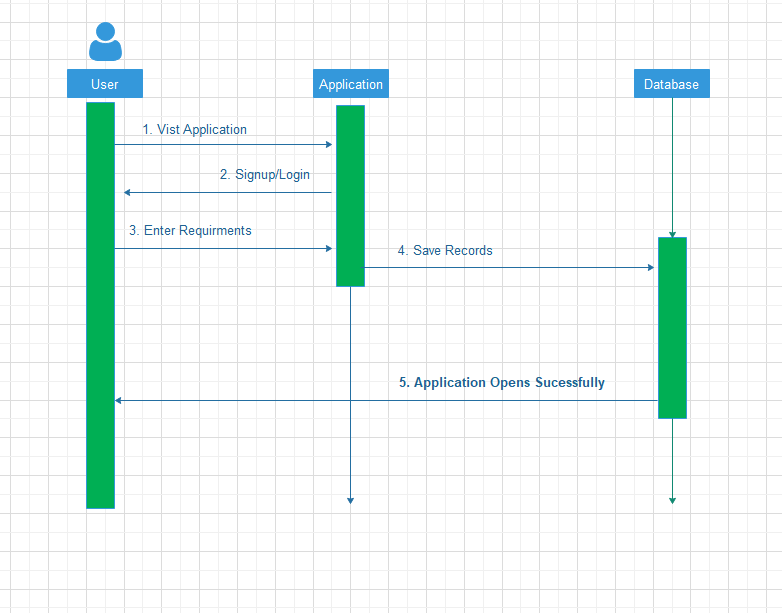 User
Application
Database
1. Vist Application
2. Signup/Login
3. Enter Requirments
4. Save Records
5. Application Opens Sucessfully